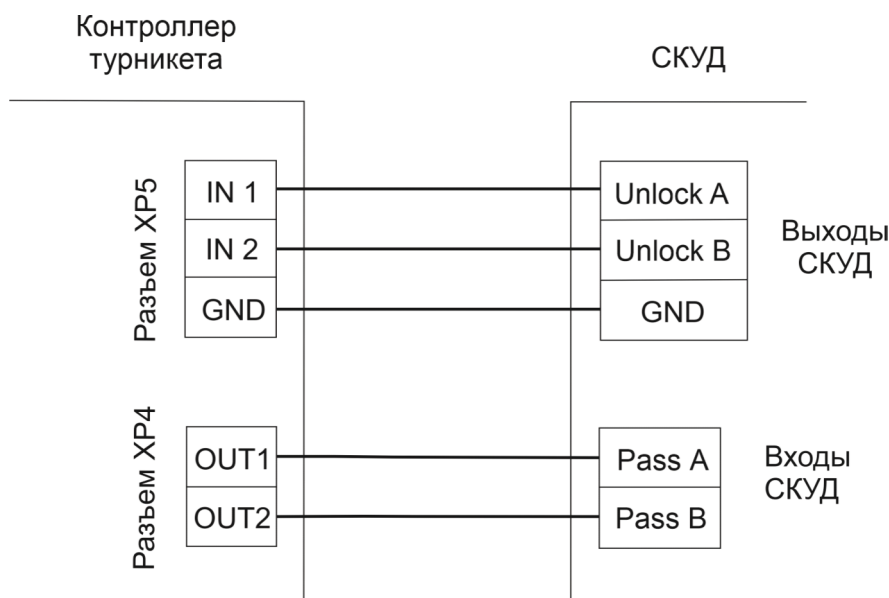 Контроллер
турникета
СКУД
Разъем XP5
IN 1
Unlock A
IN 2
Unlock B
GND
GND
Выходы
СКУД
Разъем XP4
OUT1
Pass A
OUT2
Pass B
Входы
СКУД